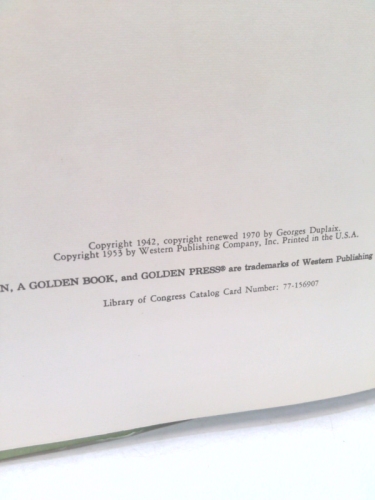 Copyright 1942, copyright renewed 1970 by Georges Duplaix.
Copyright 1953 by Western Publishing Company, Inc. Printed in the U.S.A.
N, A GOLDEN BOOK, and GOLDEN PRESS® are trademarks of Western Publishing
Library of Congress Catalog Card Number: 77-156907